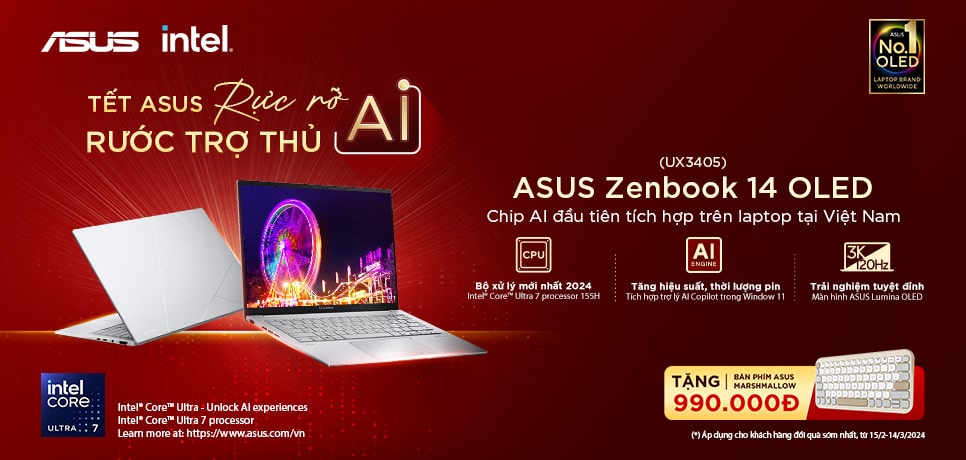 ASUS intel.
ASUS
No.1
OLED
LAPTOP BRAND
WORLDWIDE
TẾT ASUS Rực rỡ
RƯỚC TRỢ THỦ AI
(UX3405)
ASUS Zenbook 14 OLED
Chip AI đầu tiên tích hợp trên laptop tại Việt Nam
CPU
Bộ xử lý mới nhất 2024
Intel® Core™ Ultra 7 processor 155H
AI
ENGINE
Tăng hiệu suất, thời lượng pin
Tích hợp trợ lý AI Copilot trong Window 11
3K
120Hz
Trải nghiệm tuyệt đỉnh
Màn hình ASUS Lumina OLED
intel
CORE
ULTRA 7
Intel® Core™ Ultra - Unlock AI experiences
Intel® Core™ Ultra 7 processor
Learn more at: https://www.asus.com/vn
TẶNG
BÀN PHÍM ASUS
MARSHMALLOW
990.000Đ
(*) Áp dụng cho khách hàng đổi quà sớm nhất, từ 15/2-14/3/2024